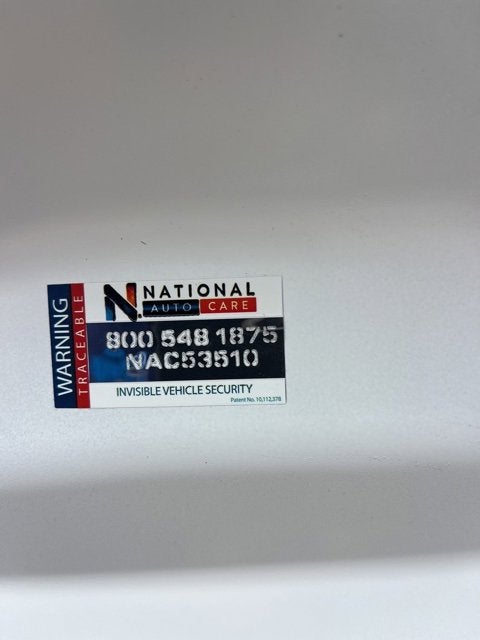 WARNING
TRACEABLE
N. NATIONAL
AUTO CARE
800 548 1875
NAC53510
INVISIBLE VEHICLE SECURITY
Patent No. 10,112,378